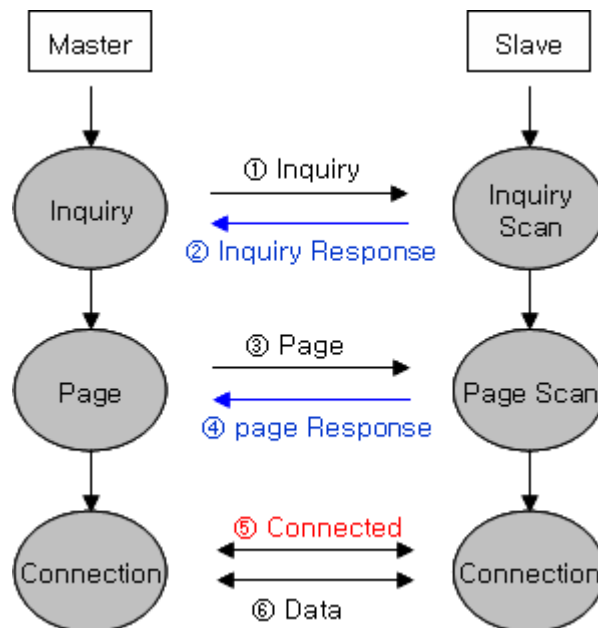 Master
Slave
① Inquiry
Inquiry
Inquiry
Scan
② Inquiry Response
③ Page
Page
Page Scan
④ page Response
⑤ Connected
Connection
Connection
⑥ Data